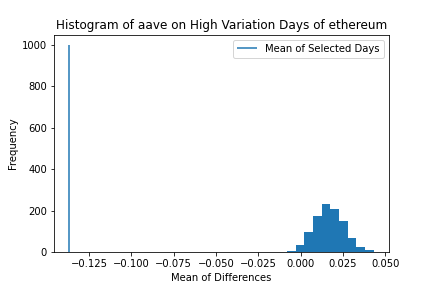 Histogram of aave on High Variation Days of ethereum
Mean of Selected Days
1000
800
600
400
200
0
Frequency
−0.125 −0.100 −0.075 −0.050 −0.025 0.000 0.025 0.050
Mean of Differences